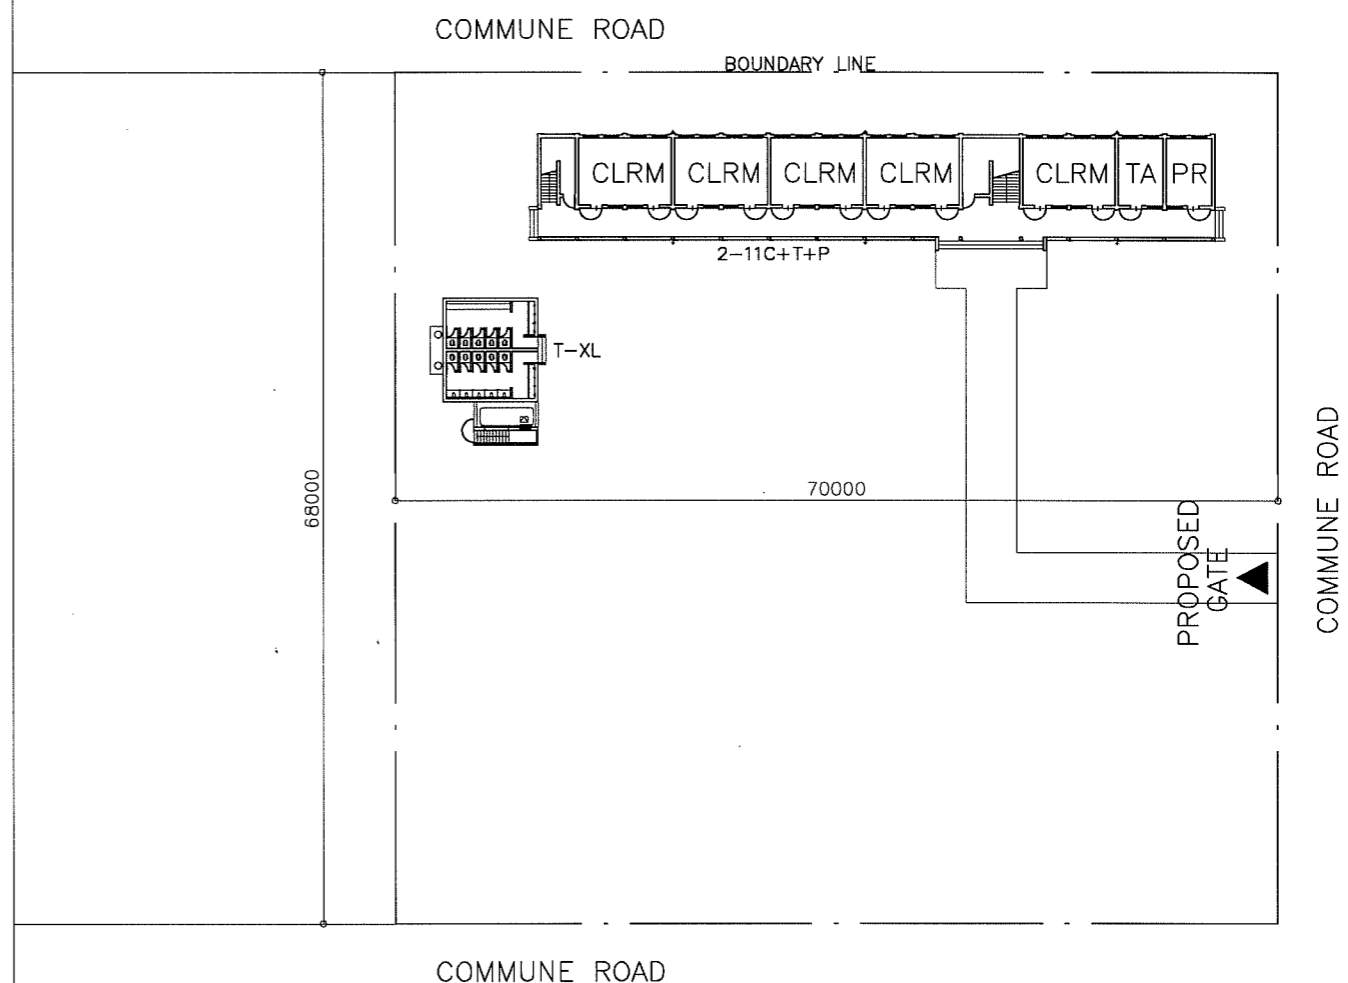 COMMUNE ROAD
BOUNDARY LINE
CLRM CLRM CLRM CLRM CLRM TA PR
2-11C+T+P
T-XL
68000
70000
PROPOSED
GATE
COMMUNE ROAD
COMMUNE ROAD